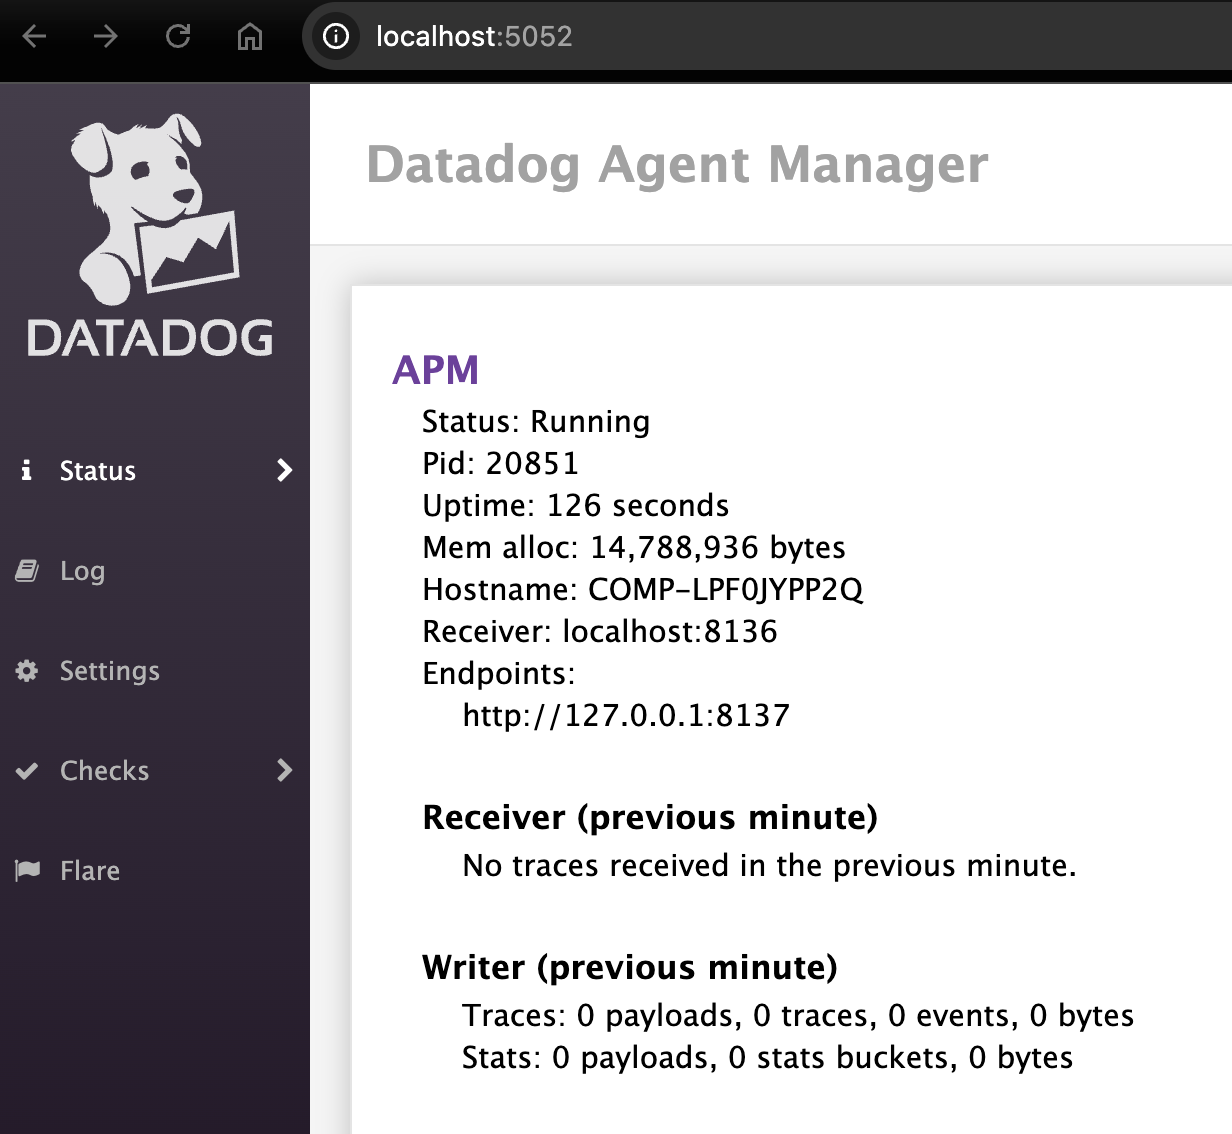 localhost:5052
DATADOG
Status
Log
Settings
Checks
Flare
Datadog Agent Manager
APM
Status: Running
Pid: 20851
Uptime: 126 seconds
Mem alloc: 14,788,936 bytes
Hostname: COMP-LPF0JYPP2Q
Receiver: localhost:8136
Endpoints:
http://127.0.0.1:8137
Receiver (previous minute)
No traces received in the previous minute.
Writer (previous minute)
Traces: 0 payloads, 0 traces, 0 events, 0 bytes
Stats: 0 payloads, 0 stats buckets, 0 bytes